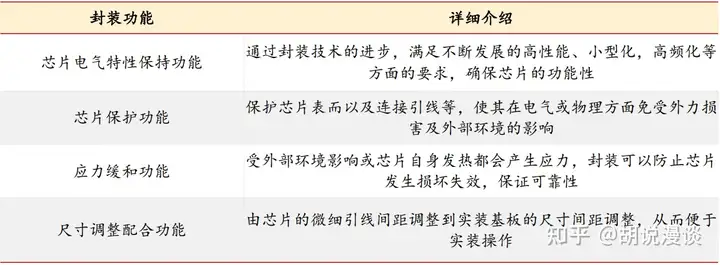 封装功能 详细介绍
芯片电气特性保持功能
通过封装技术的进步，满足不断发展的高性能、小型化，高频化等
方面的要求，确保芯片的功能性
芯片保护功能
保护芯片表而以及连接引线等，使其在电气或物理方面免受外力损
害及外部环境的影响
应力缓和功能
受外部环境影响或芯片自身发热都会产生应力，封装可以防止芯片
发生损坏失效，保证可靠性
尺寸调整配合功能
由芯片的微细引线间距调整到实装基板的尺寸间距调整，从而便于
实装操作
知乎 @胡说漫谈